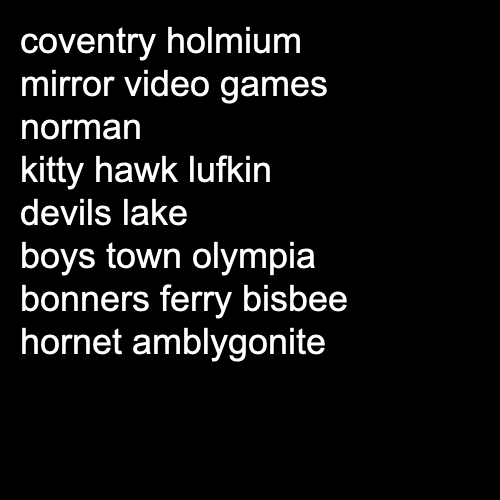 coventry holmium
mirror video games
norman
kitty hawk lufkin
devils lake
boys town olympia
bonners ferry bisbee
hornet amblygonite